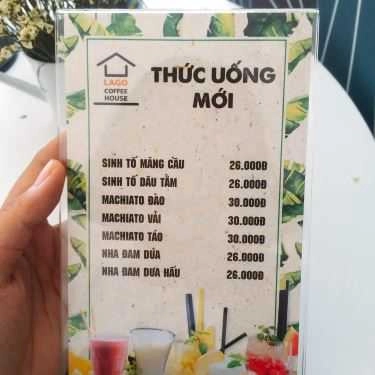 LAGO
COFFEE
HOUSE
THỨC UỐNG
MỚI
SINH TỐ MÃNG CẦU 26.000Đ
SINH TỐ DÂU TẰM 26.000Đ
MACHIATO ĐÀO 30.000Đ
MACHIATO VẢI 30.000Đ
MACHIATO TÁO 30.000Đ
NHA ĐAM DỨA 26.000Đ
NHA ĐAM DƯA HẤU 26.000Đ